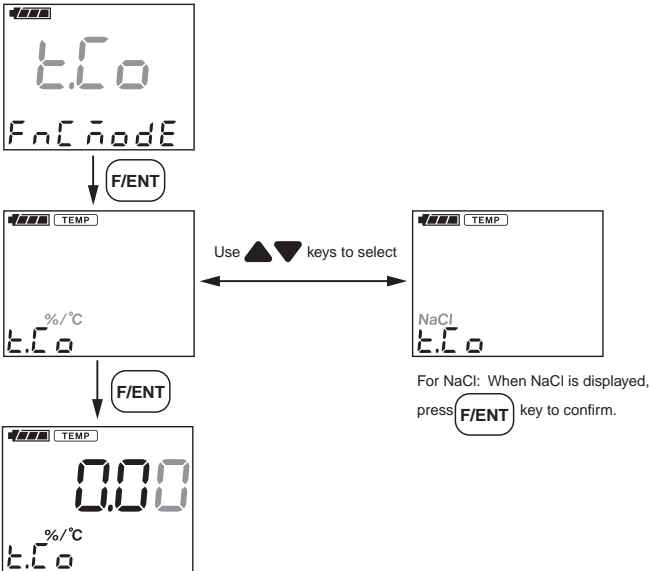 t.Co
FnC modE
F/ENT
TEMP
%/°C
t.Co
Use ▲ ▼ keys to select
TEMP
NaCl
t.Co
For NaCl: When NaCl is displayed,
press F/ENT key to confirm.
F/ENT
TEMP
0.00
%/°C
t.Co